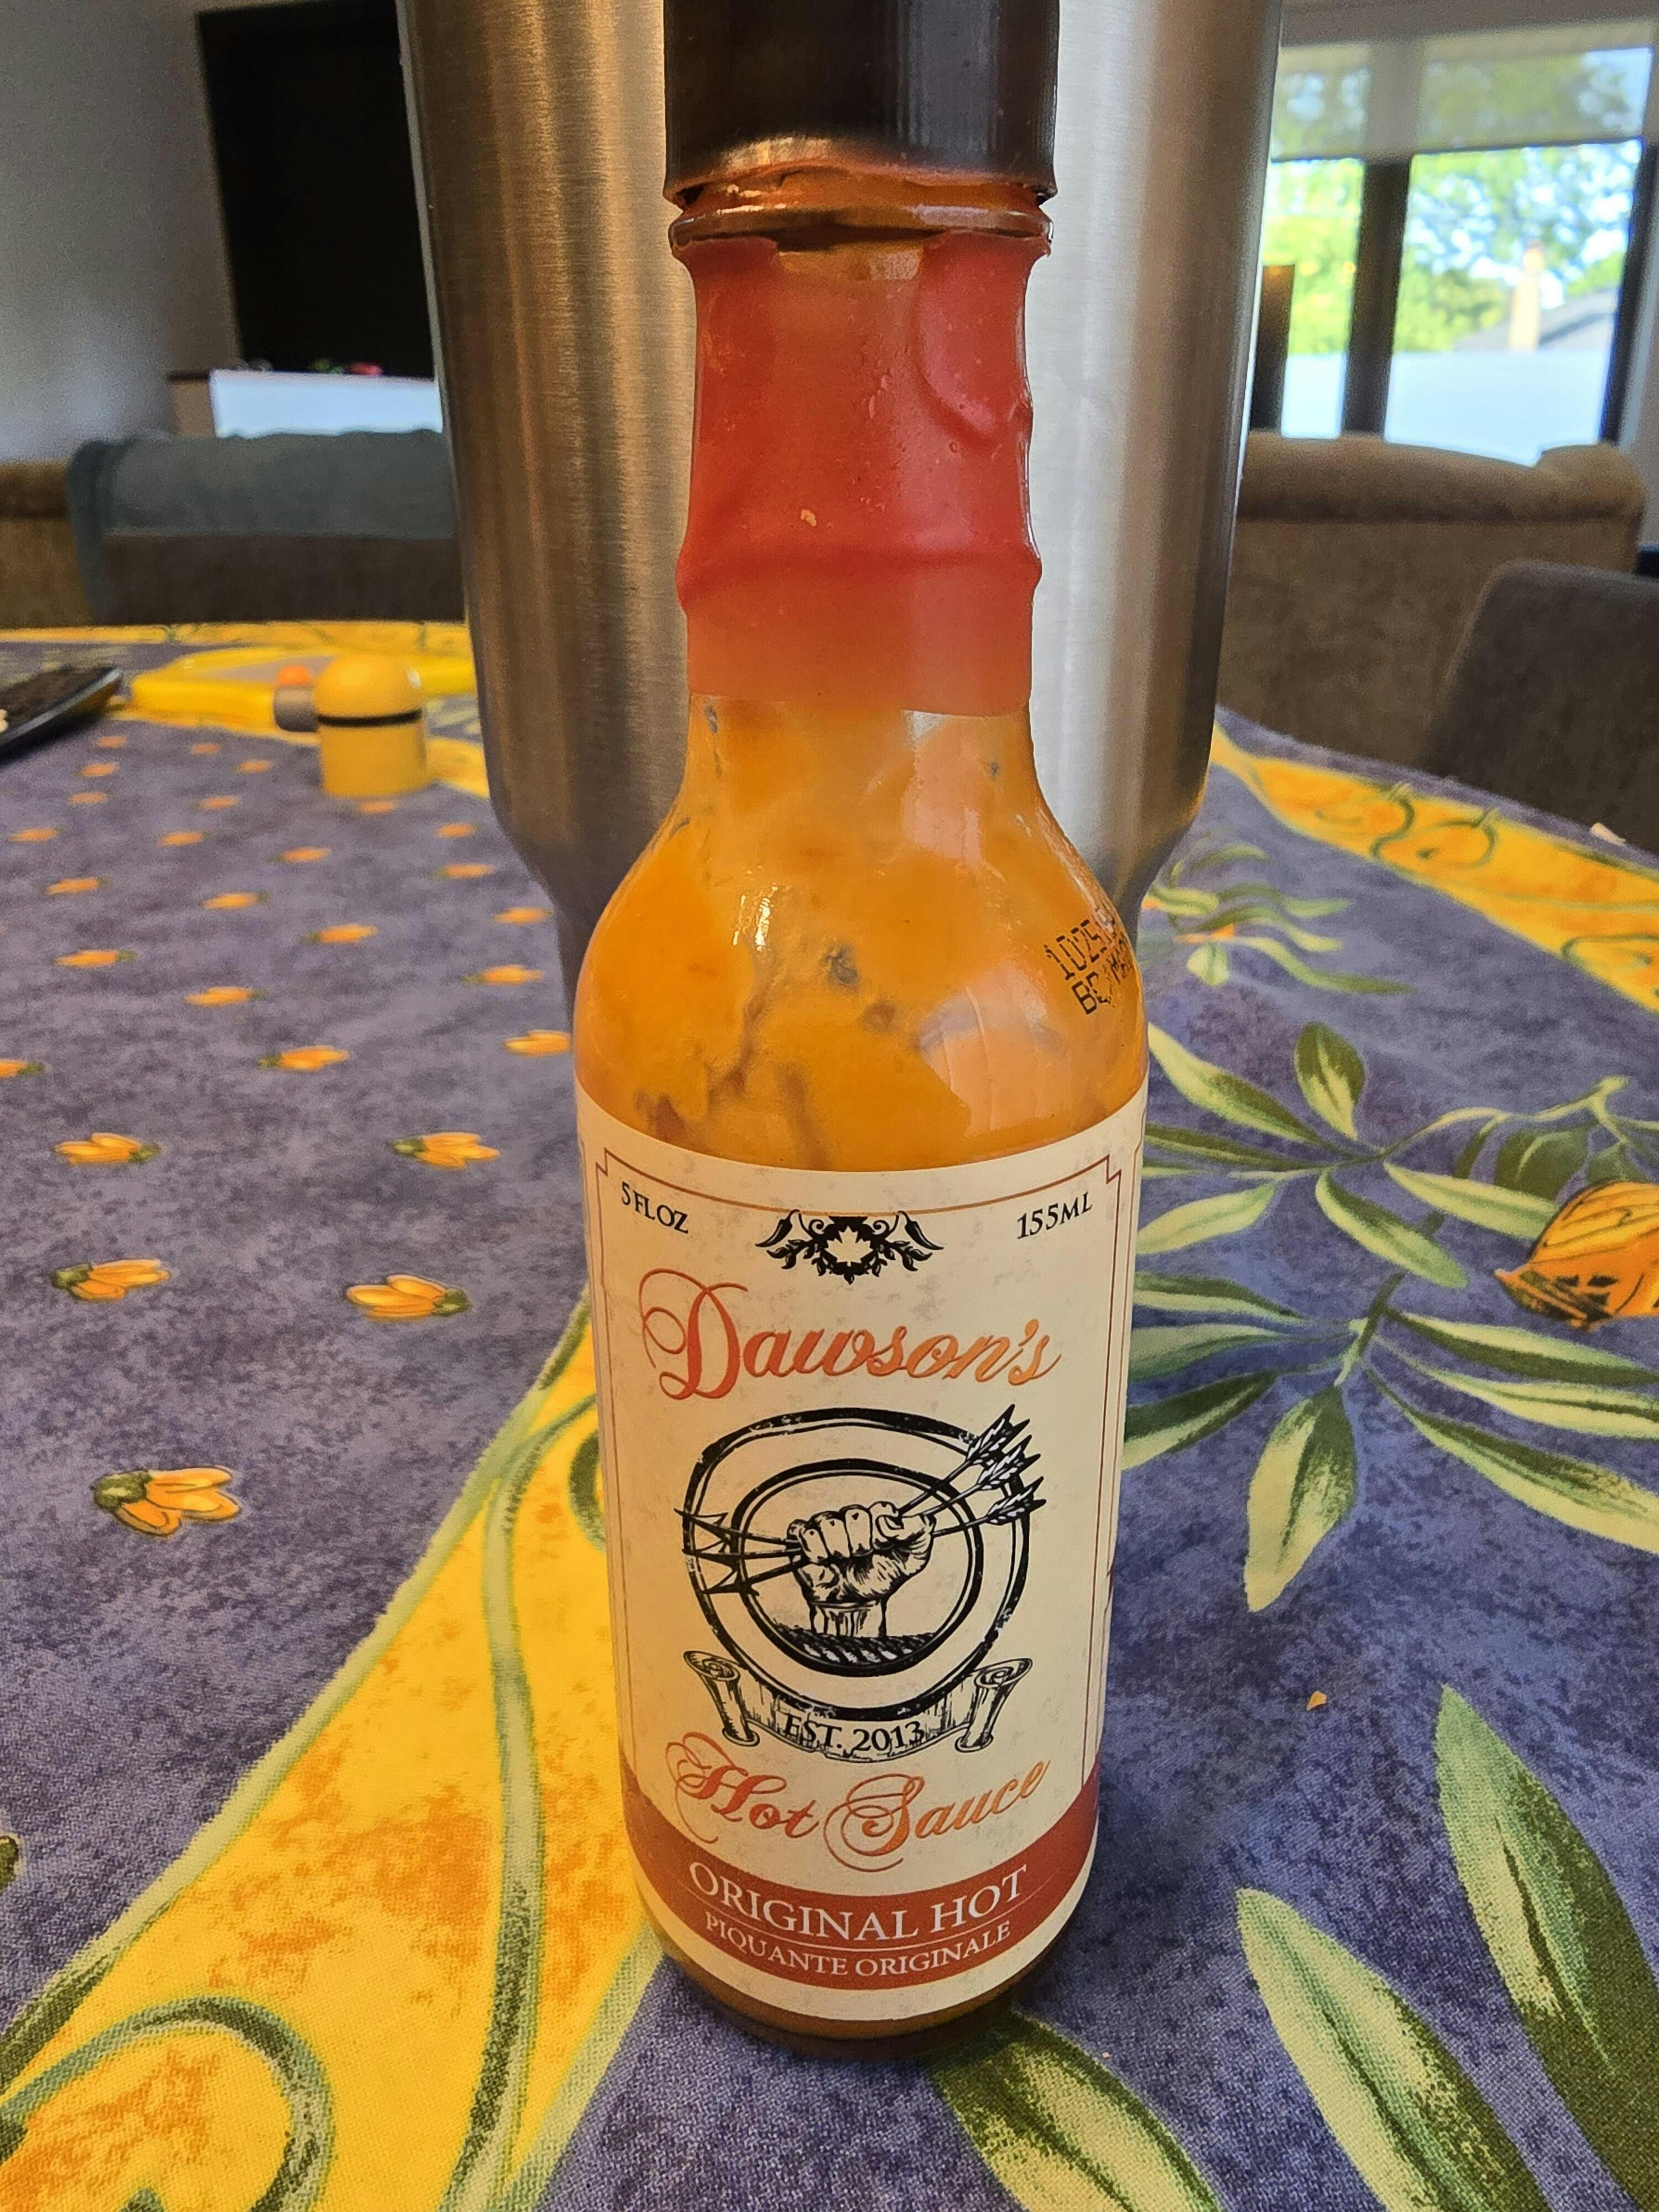 5 FL OZ
155ML
Dawson's
EST. 2013
Hot Sauce
ORIGINAL HOT
PIQUANTE ORIGINALE